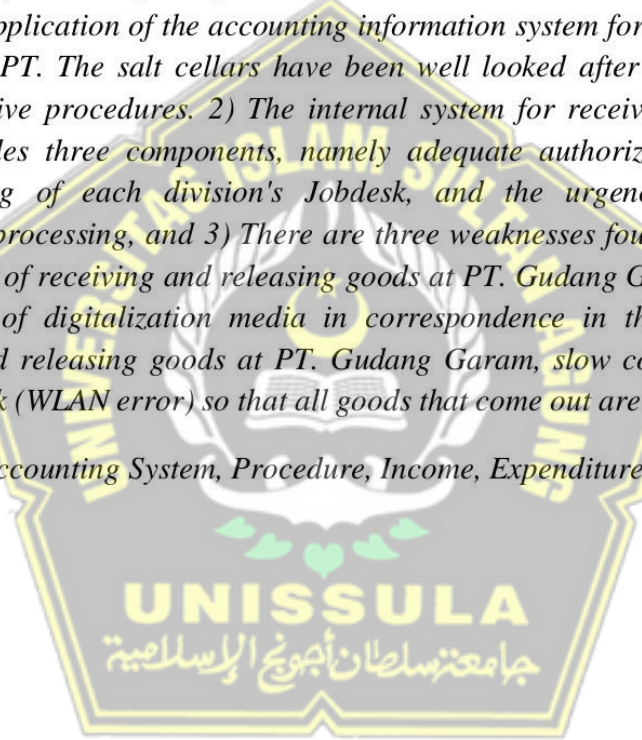 pplication of the accounting information system for
PT. The salt cellars have been well looked after
ive procedures. 2) The internal system for receiv
les three components, namely adequate authoriz
g of each division's Jobdesk, and the urgen
processing, and 3) There are three weaknesses fou
of receiving and releasing goods at PT. Gudang G
of digitalization media in correspondence in th
d releasing goods at PT. Gudang Garam, slow co
k (WLAN error) so that all goods that come out are
ccounting System, Procedure, Income, Expenditure
UNIVERSITAS ISLAM SULTAN AGUNG
UNISSULA
جامعتنسلطان أجونج الإسلامية